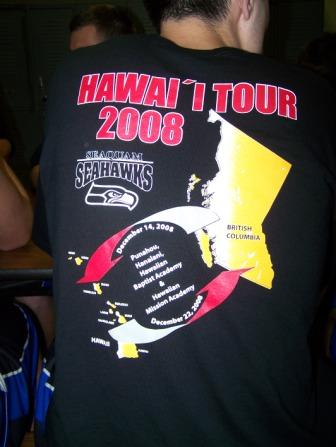 HAWAI´I TOUR
2008
SEAQUAM
SEAHAWKS
BRITISH
COLUMBIA
December 14, 2008
Punahou,
Hanalani,
Hawaiian
Baptist Academy
&
Hawaiian
Mission Academy
December 22, 2008
HAWAII